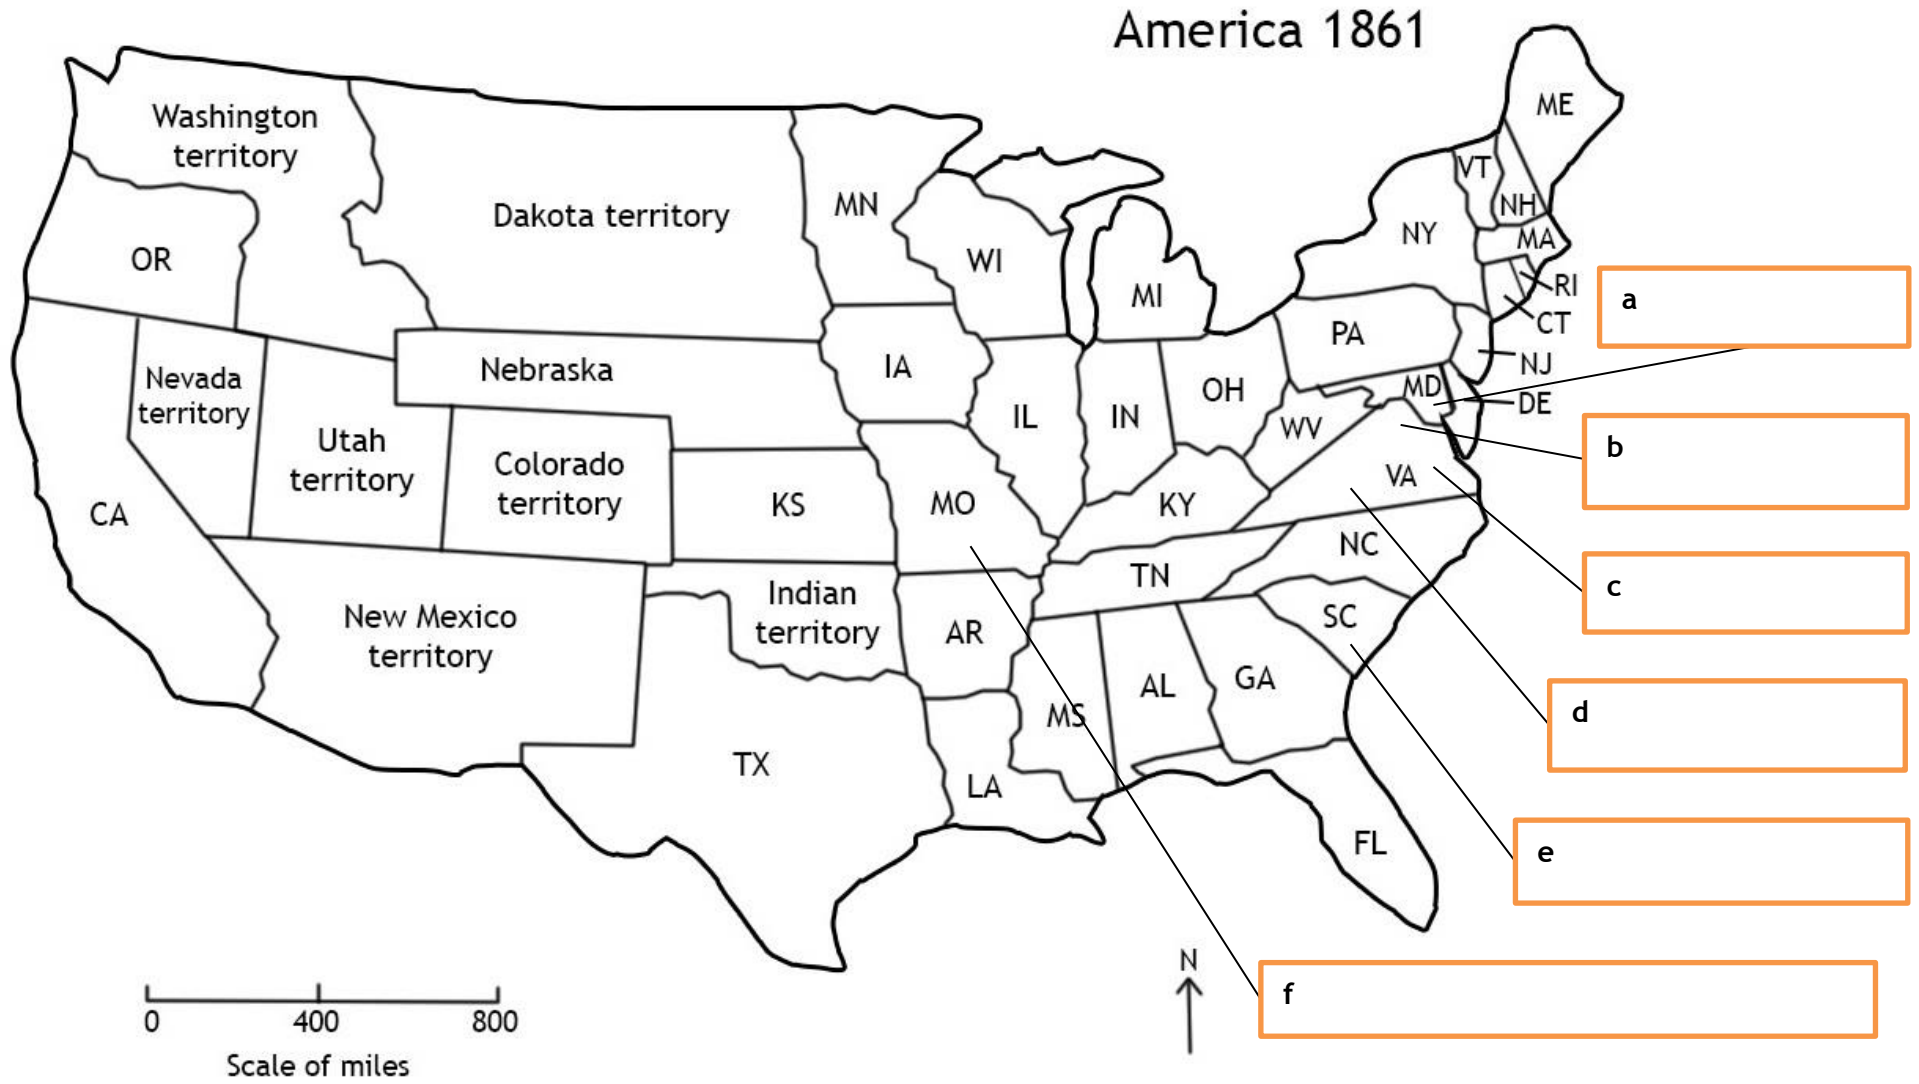 America 1861
ME
Washington
territory
VT
NH
MN
Dakota territory
NY
MA
OR
WI
RI
a
MI
CT
PA
NJ
IA
Nebraska
Nevada
territory
MD
OH
DE
IL
IN
WV
Utah
territory
b
Colorado
territory
VA
CA
KS
MO
KY
NC
TN
c
Indian
territory
New Mexico
territory
AR
SC
AL
GA
MS
d
TX
LA
FL
e
N
f
0
400
800
Scale of miles